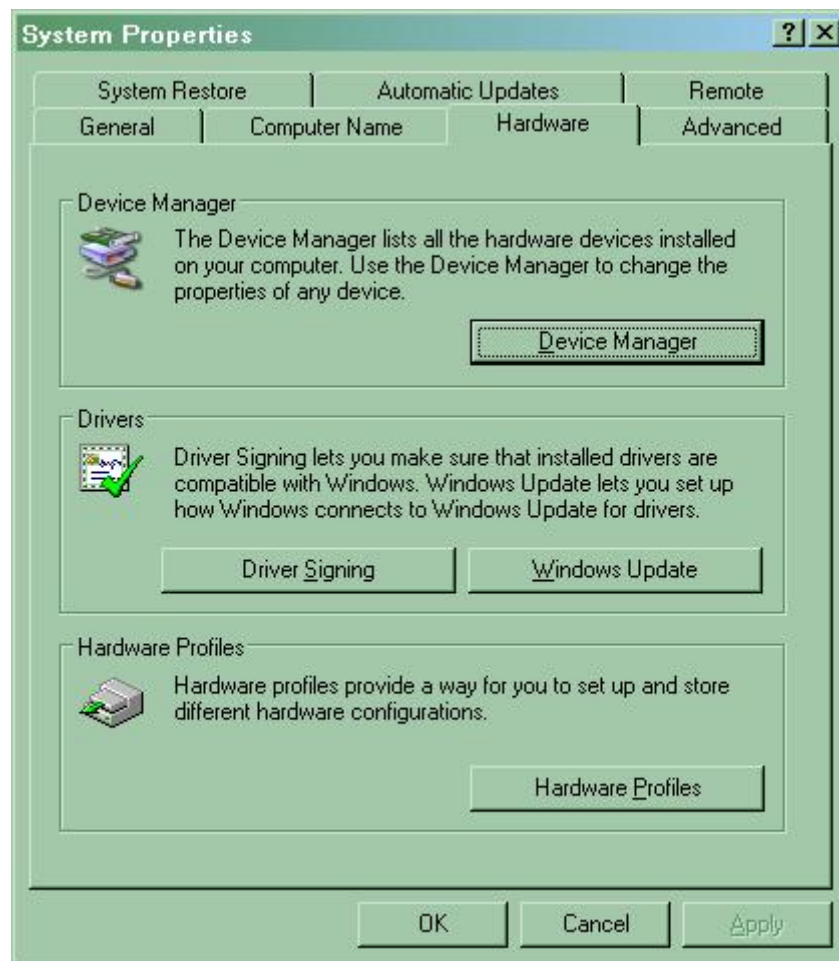 System Properties
System Restore
Automatic Updates
Remote
General
Computer Name
Hardware
Advanced
Device Manager
The Device Manager lists all the hardware devices installed
on your computer. Use the Device Manager to change the
properties of any device.
Device Manager
Drivers
Driver Signing lets you make sure that installed drivers are
compatible with Windows. Windows Update lets you set up
how Windows connects to Windows Update for drivers.
Driver Signing
Windows Update
Hardware Profiles
Hardware profiles provide a way for you to set up and store
different hardware configurations.
Hardware Profiles
OK
Cancel
Apply